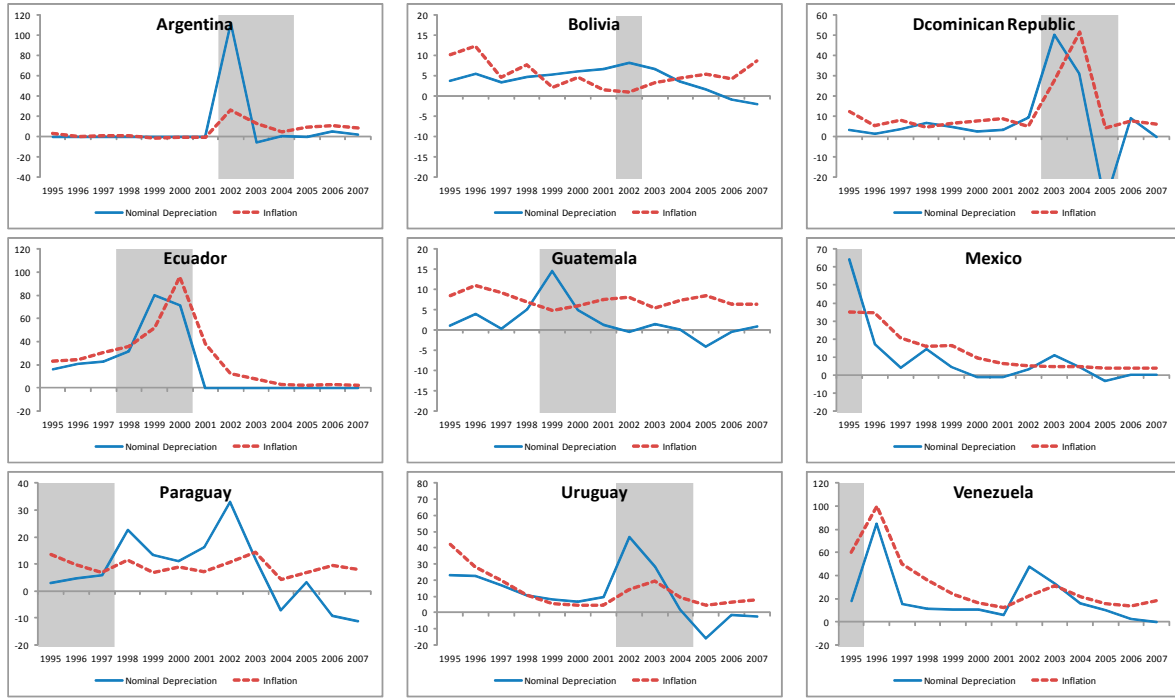 Argentina
120
100
80
60
40
20
0
-20
-40
1995 1996 1997 1998 1999 2000 2001 2002 2003 2004 2005 2006 2007
Nominal Depreciation Inflation
Bolivia
20
15
10
5
0
-5
-10
-15
-20
1995 1996 1997 1998 1999 2000 2001 2002 2003 2004 2005 2006 2007
Nominal Depreciation Inflation
Dcominican Republic
60
50
40
30
20
10
0
-10
-20
1995 1996 1997 1998 1999 2000 2001 2002 2003 2004 2005 2006 2007
Nominal Depreciation Inflation
Ecuador
120
100
80
60
40
20
0
-20
1995 1996 1997 1998 1999 2000 2001 2002 2003 2004 2005 2006 2007
Nominal Depreciation Inflation
Guatemala
20
15
10
5
0
-5
-10
-15
-20
1995 1996 1997 1998 1999 2000 2001 2002 2003 2004 2005 2006 2007
Nominal Depreciation Inflation
Mexico
70
60
50
40
30
20
10
0
-10
-20
1995 1996 1997 1998 1999 2000 2001 2002 2003 2004 2005 2006 2007
Nominal Depreciation Inflation
Paraguay
40
30
20
10
0
-10
-20
1995 1996 1997 1998 1999 2000 2001 2002 2003 2004 2005 2006 2007
Nominal Depreciation Inflation
Uruguay
80
70
60
50
40
30
20
10
0
-10
-20
1995 1996 1997 1998 1999 2000 2001 2002 2003 2004 2005 2006 2007
Nominal Depreciation Inflation
Venezuela
120
100
80
60
40
20
0
-20
1995 1996 1997 1998 1999 2000 2001 2002 2003 2004 2005 2006 2007
Nominal Depreciation Inflation